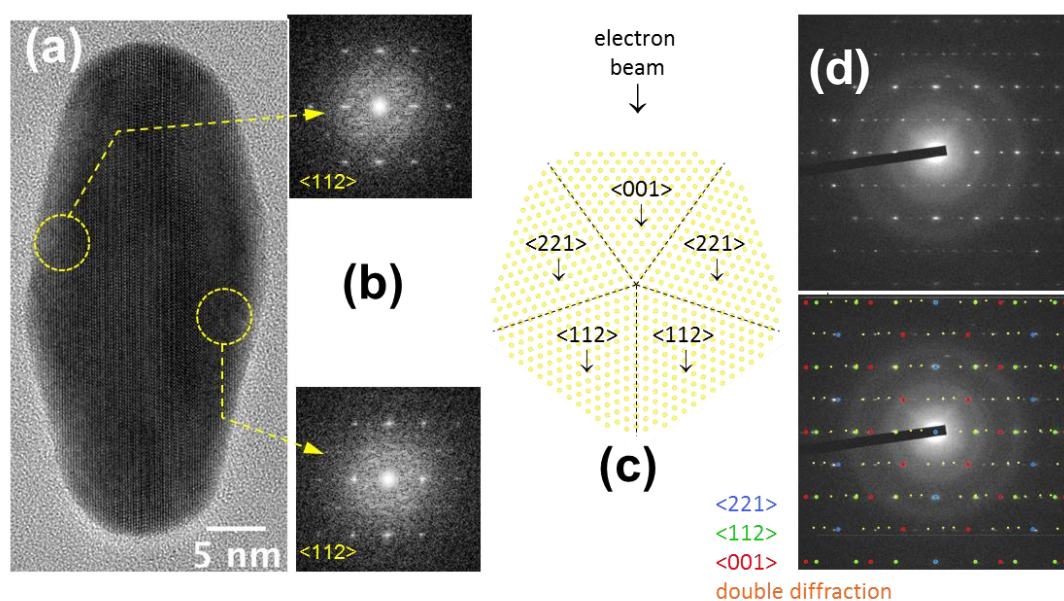 (a)
5 nm
<112>
<112>
(b)
electron
beam
<001>
<221>
<221>
<112>
<112>
(c)
(d)
<221>
<112>
<001>
double diffraction